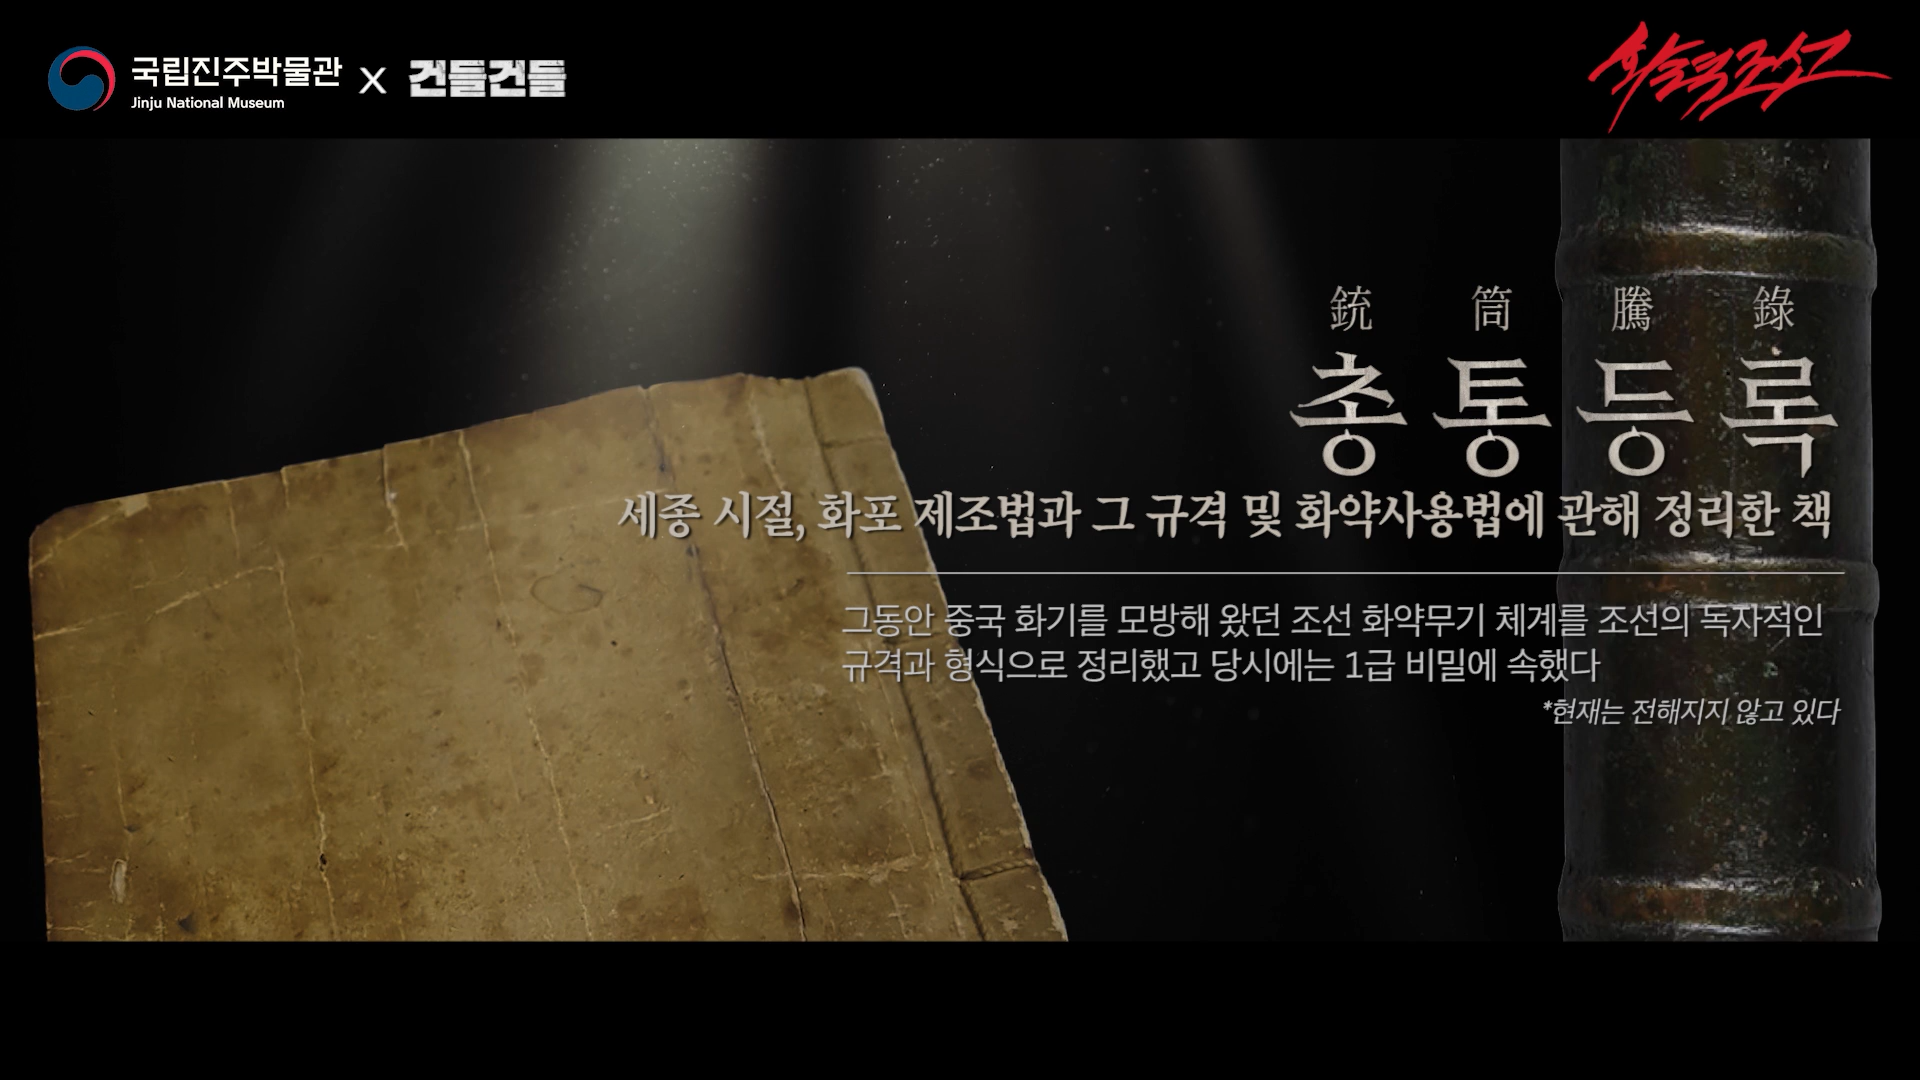 국립진주박물관
Jinju National Museum
X 건들건들
화력조선
銃筒騰錄
총통등록
세종 시절, 화포 제조법과 그 규격 및 화약사용법에 관해 정리한 책
그동안 중국 화기를 모방해 왔던 조선 화약무기 체계를 조선의 독자적인
규격과 형식으로 정리했고 당시에는 1급 비밀에 속했다
*현재는 전해지지 않고 있다